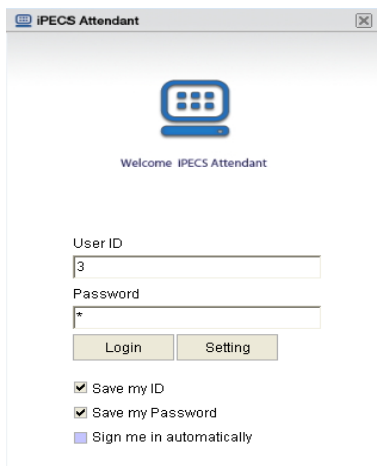 iPECS Attendant
Welcome iPECS Attendant
User ID
3
Password
*
Login Setting
Save my ID
Save my Password
Sign me in automatically